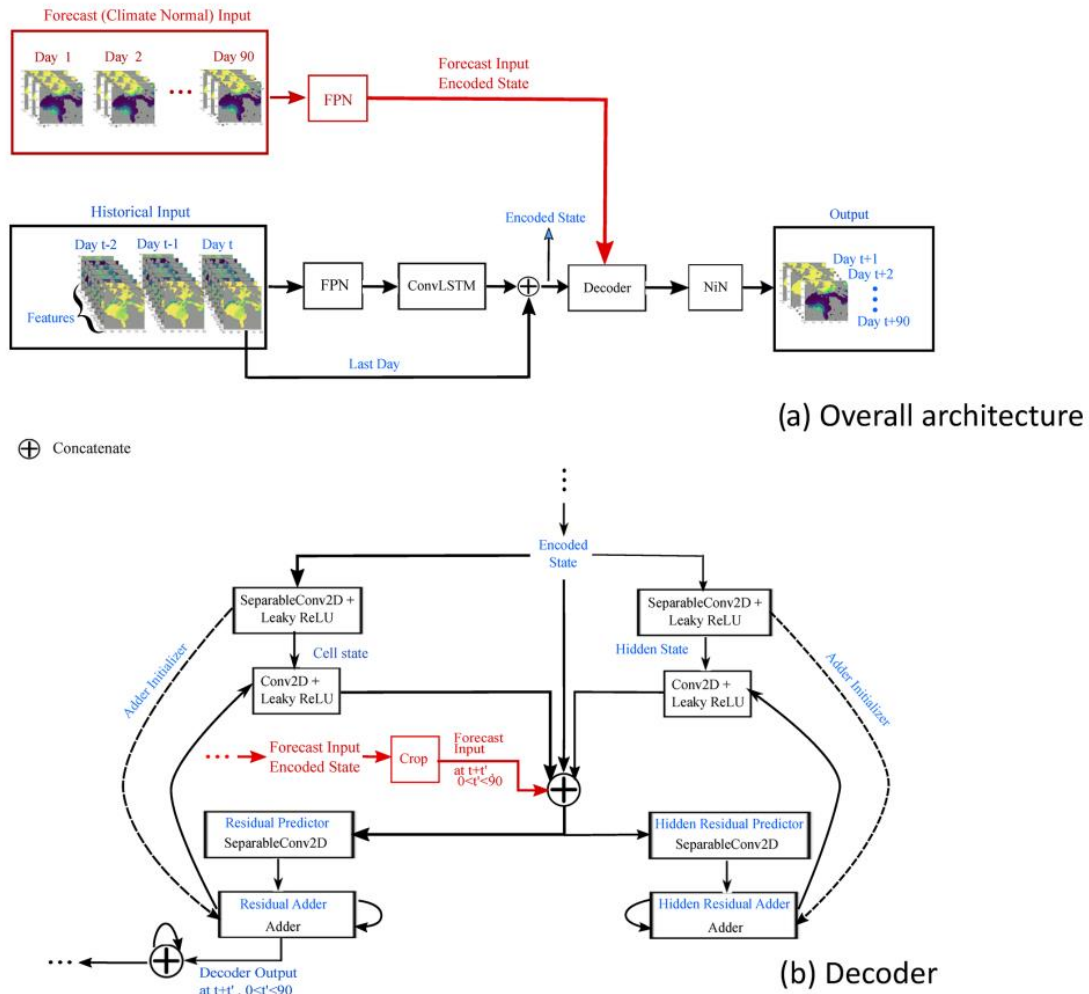 Forecast (Climate Normal) Input
Day 1
Day 2
Day 90
FPN
Forecast Input
Encoded State
Historical Input
Day t-2
Day t-1
Day t
Features
FPN
ConvLSTM
Encoded State
Decoder
NiN
Output
Day t+1
Day t+2
Day t+90
Last Day
(a) Overall architecture
Concatenate
Encoded
State
SeparableConv2D +
Leaky ReLU
SeparableConv2D +
Leaky ReLU
Cell state
Hidden State
Conv2D +
Leaky ReLU
Conv2D +
Leaky ReLU
Adder Initializer
Adder Initializer
Forecast Input
Encoded State
Crop
Forecast
Input
at t+t' ,
0<t'<90
Residual Predictor
SeparableConv2D
Hidden Residual Predictor
SeparableConv2D
Residual Adder
Adder
Hidden Residual Adder
Adder
Decoder Output
at t+t' , 0<t'<90
(b) Decoder